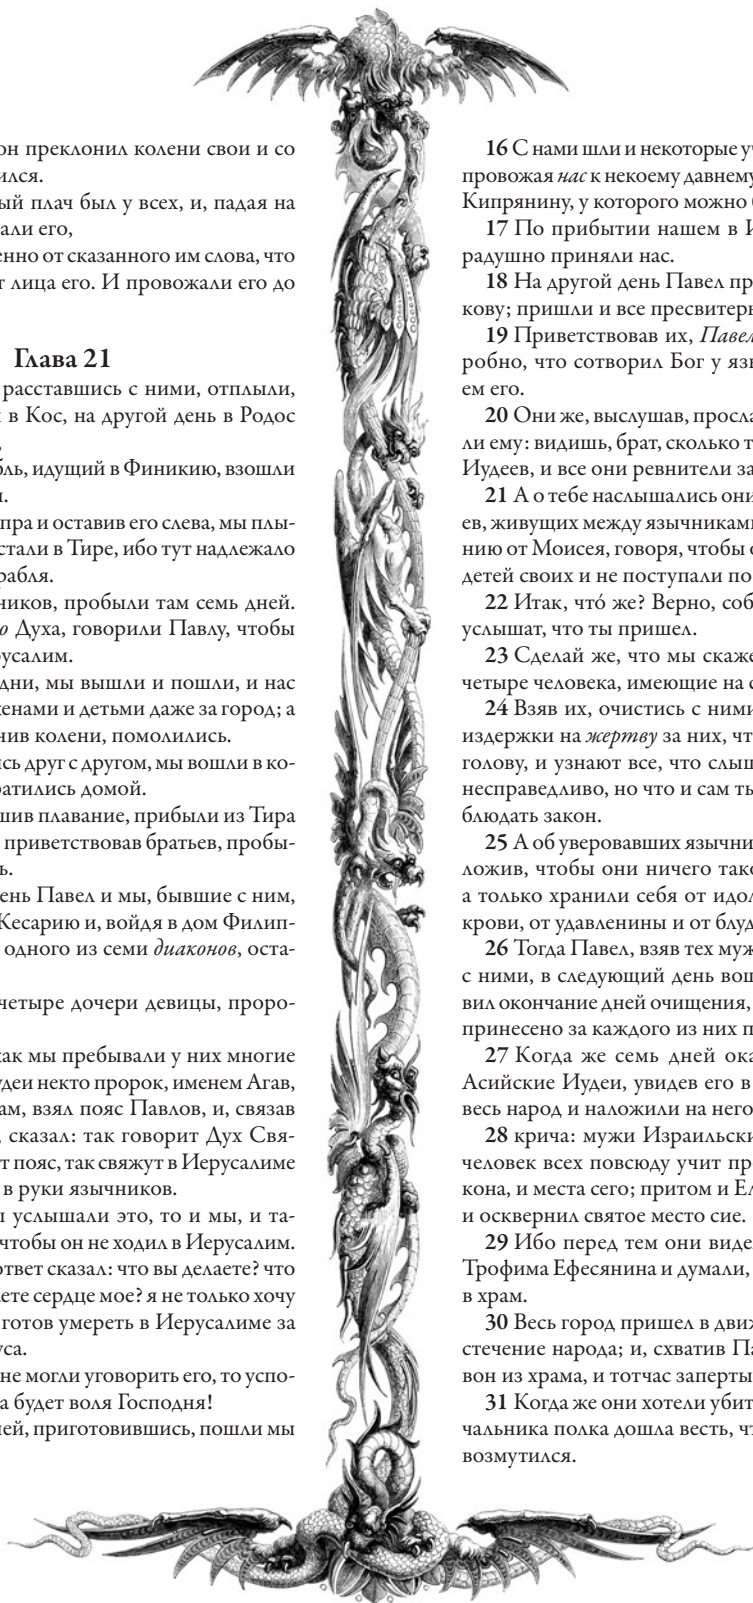 он преклонил колени свои и со
ился.
ый плач был у всех, и, падая на
али его,
енно от сказанного им слова, что
т лица его. И провожали его до
Глава 21
расставшись с ними, отплыли,
в Кос, на другой день в Родос
бль, идущий в Финикию, взошли
пра и оставив его слева, мы плы-
стали в Тире, ибо тут надлежало
рабля.
ников, пробыли там семь дней.
ю Духа, говорили Павлу, чтобы
русалим.
дни, мы вышли и пошли, и нас
женами и детьми даже за город; а
нив колени, помолились.
сь друг с другом, мы вошли в ко-
ратились домой.
шив плавание, прибыли из Тира
приветствовав братьев, пробы-
ь.
ень Павел и мы, бывшие с ним,
Кесарию и, войдя в дом Филип-
одного из семи диаконов, оста-
четыре дочери девицы, проро-
как мы пребывали у них многие
удеи некто пророк, именем Агав,
ам, взял пояс Павлов, и, связав
сказал: так говорит Дух Свя-
т пояс, так свяжут в Иерусалиме
в руки язычников.
ы услышали это, то и мы, и та-
чтобы он не ходил в Иерусалим.
ответ сказал: что вы делаете? что
аете сердце мое? я не только хочу
готов умереть в Иерусалиме за
уса.
не могли уговорить его, то успо-
а будет воля Господня!
ней, приготовившись, пошли мы
16 С нами шли и некоторые уч
провожая нас к некоему давнему
Кипрянину, у которого можно б
17 По прибытии нашем в И
радушно приняли нас.
18 На другой день Павел пр
кову; пришли и все пресвитеры
19 Приветствовав их, Павел
робно, что сотворил Бог у язы
ем его.
20 Они же, выслушав, просла
ли ему: видишь, брат, сколько т
Иудеев, и все они ревнители за
21 А о тебе наслышались они
ев, живущих между язычниками
нию от Моисея, говоря, чтобы о
детей своих и не поступали по
22 Итак, что́ же? Верно, соб
услышат, что ты пришел.
23 Сделай же, что мы скаже
четыре человека, имеющие на с
24 Взяв их, очистись с ними
издержки на жертву за них, чт
голову, и узнают все, что слыш
несправедливо, но что и сам ты
блюдать закон.
25 А об уверовавших язычни
ложив, чтобы они ничего тако
а только хранили себя от идол
крови, от удавленины и от блуд
26 Тогда Павел, взяв тех муж
с ними, в следующий день вош
вил окончание дней очищения,
принесено за каждого из них п
27 Когда же семь дней ока
Асийские Иудеи, увидев его в
весь народ и наложили на него
28 крича: мужи Израильски
человек всех повсюду учит пр
кона, и места сего; притом и Ел
и осквернил святое место сие.
29 Ибо перед тем они виде
Трофима Ефесянина и думали,
в храм.
30 Весь город пришел в движ
стечение народа; и, схватив Па
вон из храма, и тотчас заперты
31 Когда же они хотели убит
чальника полка дошла весть, чт
возмутился.